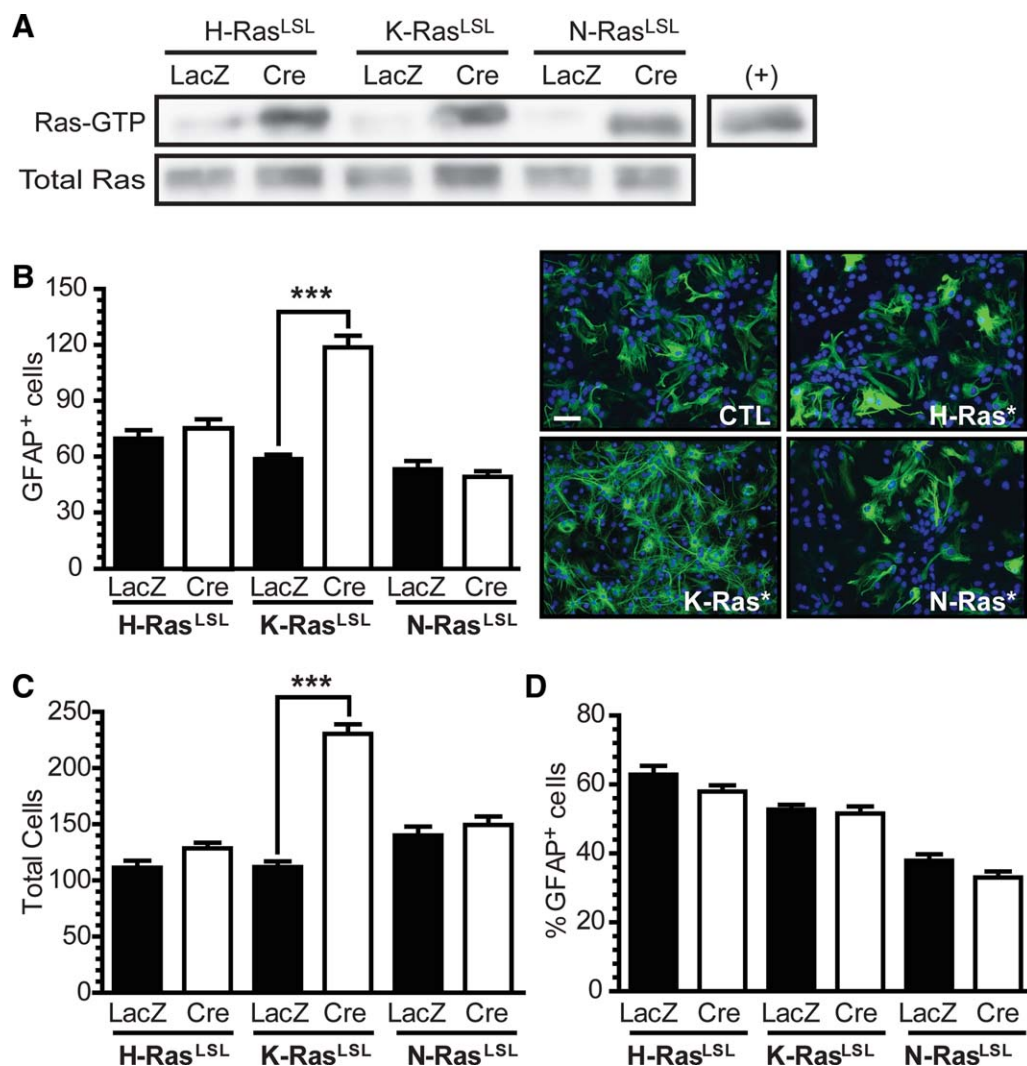 A
H-Ras^LSL K-Ras^LSL N-Ras^LSL
LacZ Cre LacZ Cre LacZ Cre (+)
Ras-GTP
Total Ras
B
GFAP⁺ cells
150
120
90
60
30
0
***
LacZ Cre LacZ Cre LacZ Cre
H-Ras^LSL K-Ras^LSL N-Ras^LSL
CTL
H-Ras*
K-Ras*
N-Ras*
C
Total Cells
250
200
150
100
50
0
***
LacZ Cre LacZ Cre LacZ Cre
H-Ras^LSL K-Ras^LSL N-Ras^LSL
D
% GFAP⁺ cells
80
60
40
20
0
LacZ Cre LacZ Cre LacZ Cre
H-Ras^LSL K-Ras^LSL N-Ras^LSL